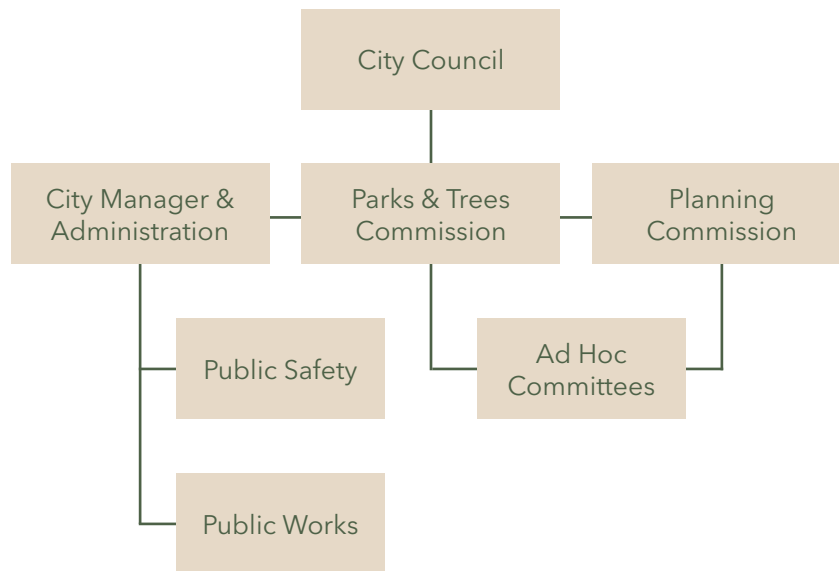 City Council
City Manager &
Administration
Parks & Trees
Commission
Planning
Commission
Public Safety
Ad Hoc
Committees
Public Works